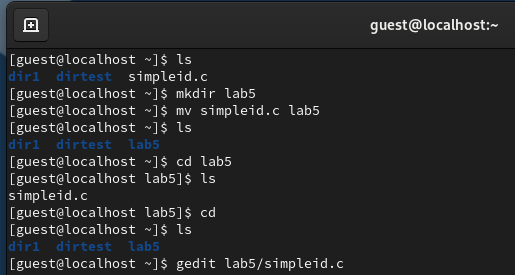 guest@localhost:~
[guest@localhost ~]$ ls
dir1  dirtest  simpleid.c
[guest@localhost ~]$ mkdir lab5
[guest@localhost ~]$ mv simpleid.c lab5
[guest@localhost ~]$ ls
dir1  dirtest  lab5
[guest@localhost ~]$ cd lab5
[guest@localhost lab5]$ ls
simpleid.c
[guest@localhost lab5]$ cd
[guest@localhost ~]$ ls
dir1  dirtest  lab5
[guest@localhost ~]$ gedit lab5/simpleid.c